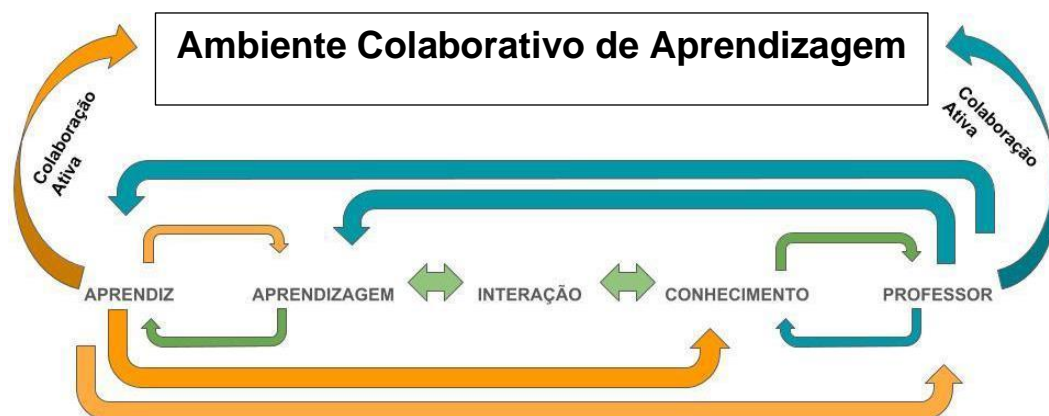 Ambiente Colaborativo de Aprendizagem
Colaboração
Ativa
Colaboração
Ativa
APRENDIZ
APRENDIZAGEM
INTERAÇÃO
CONHECIMENTO
PROFESSOR